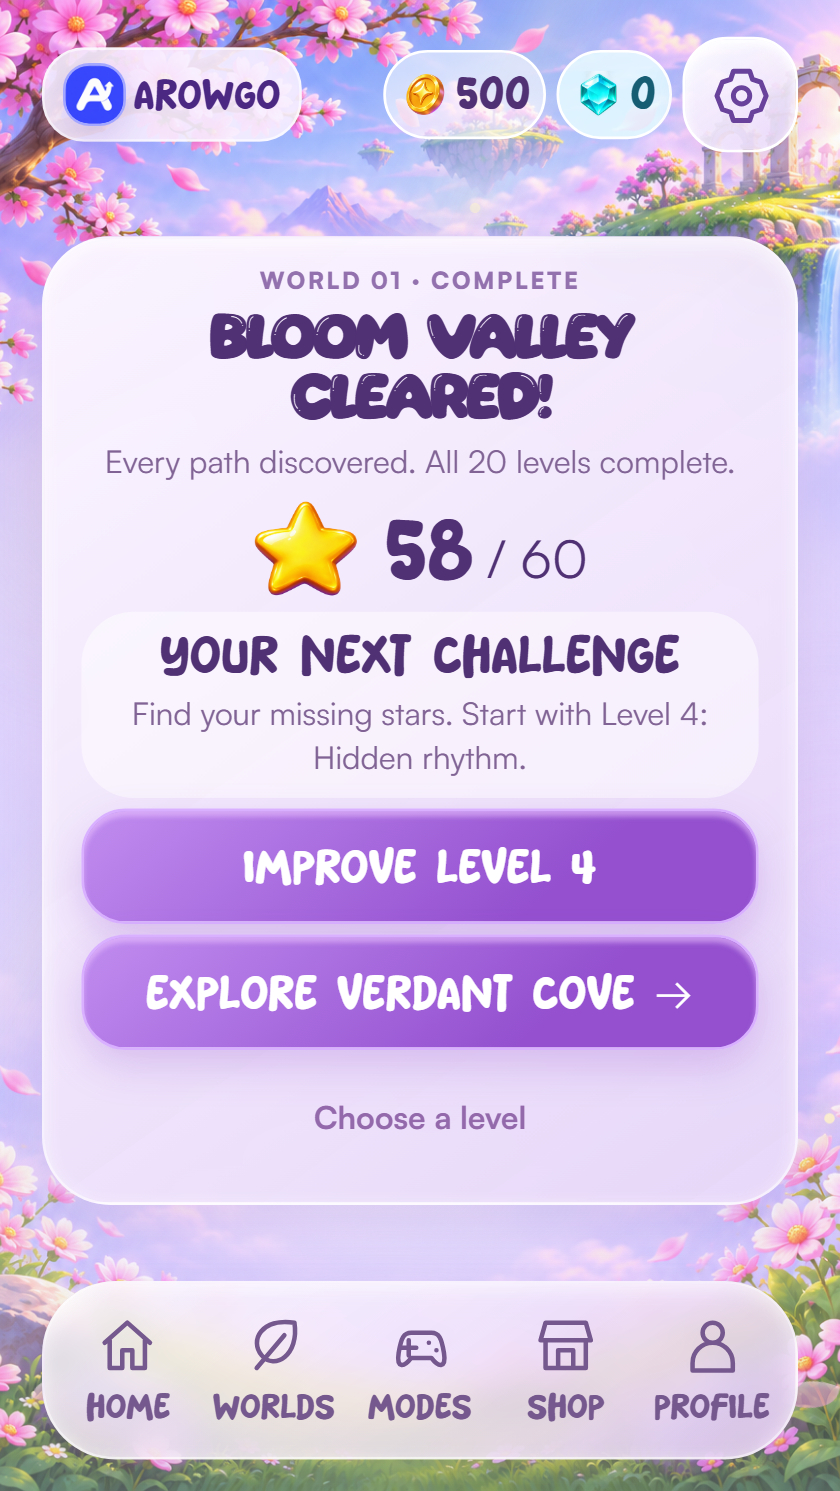 AROWGO
500
0
WORLD 01 · COMPLETE
BLOOM VALLEY
CLEARED!
Every path discovered. All 20 levels complete.
58 / 60
YOUR NEXT CHALLENGE
Find your missing stars. Start with Level 4:
Hidden rhythm.
IMPROVE LEVEL 4
EXPLORE VERDANT COVE →
Choose a level
HOME
WORLDS
MODES
SHOP
PROFILE